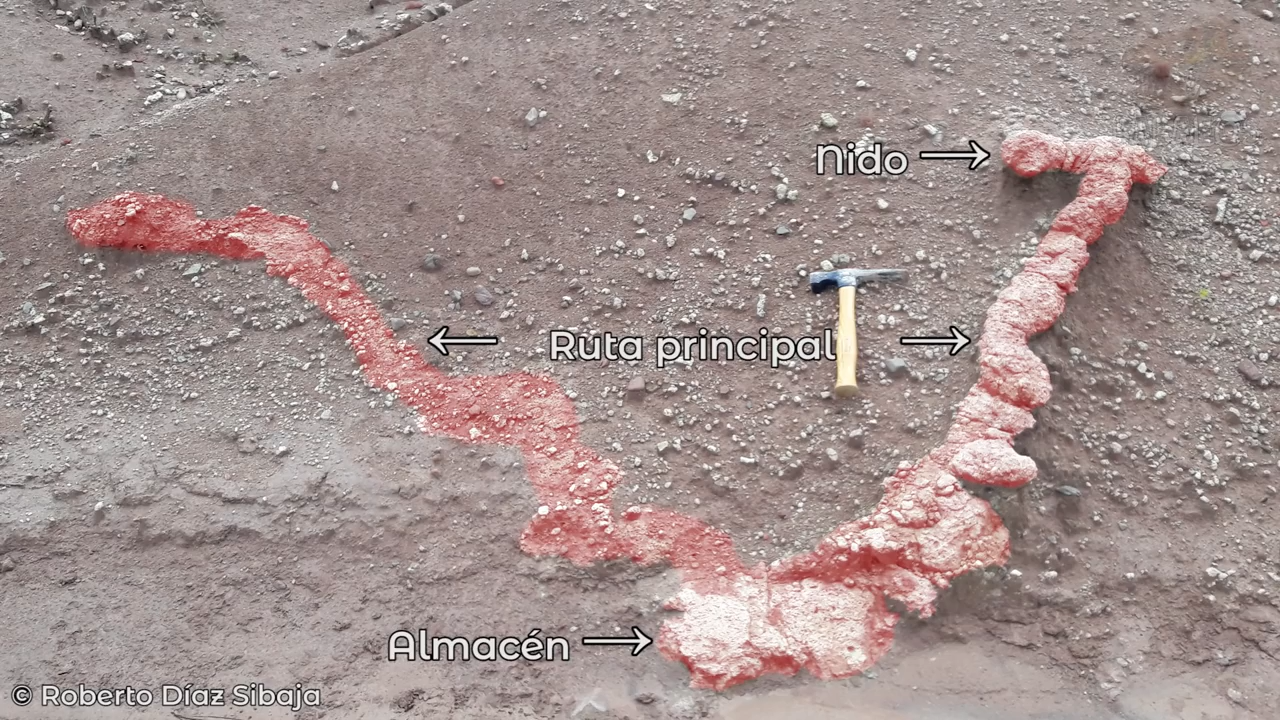 Nido →
← Ruta principal →
Almacén →
© Roberto Díaz Sibaja